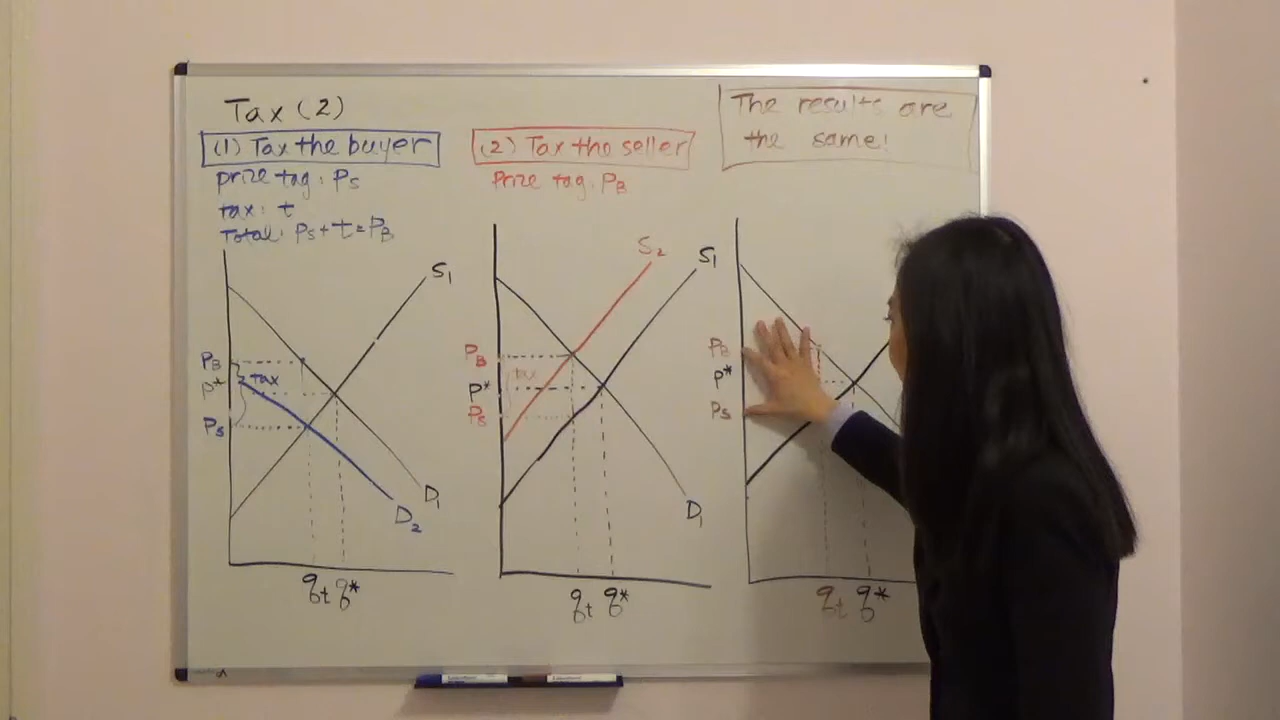 Tax (2)
(1) Tax the buyer
prize tag: Ps
tax: t
Total: Ps + t = PB
S1
PB
tax
P*
Ps
D1
D2
qt q*
(2) Tax the seller
Prize tag: PB
S2
S1
PB
tax
P*
Ps
D1
qt q*
The results are
the same!
PB
P*
Ps
qt q*